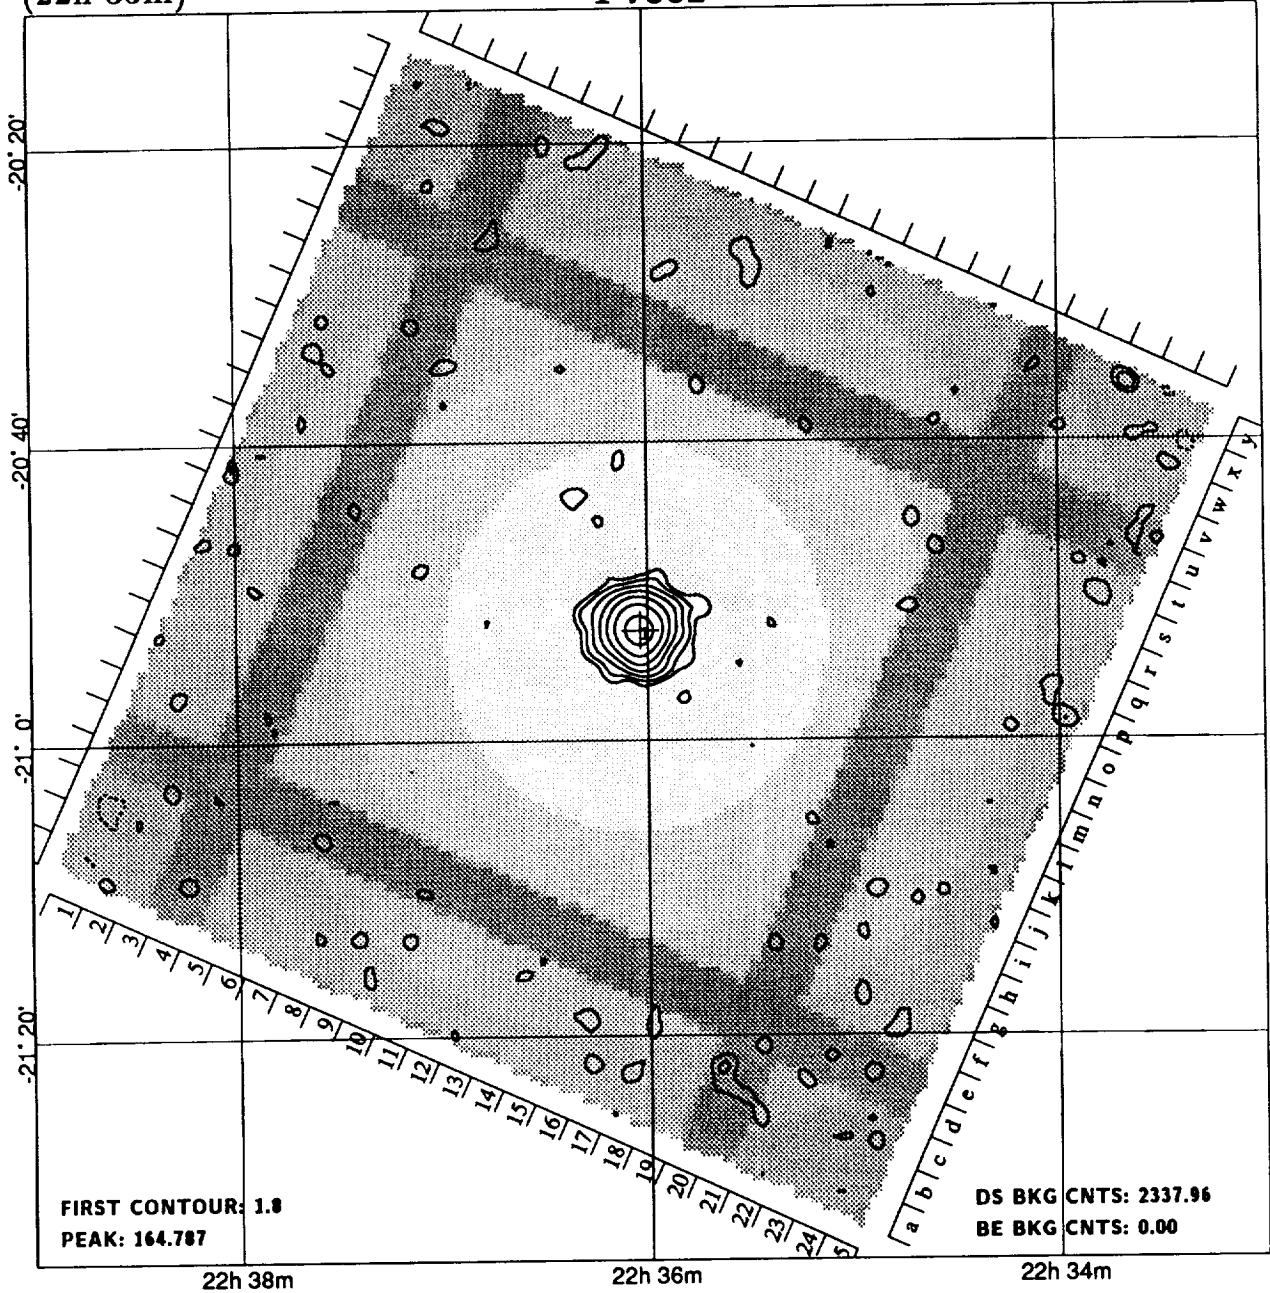 -20° 20'
-20° 40'
-21° 0'
-21° 20'
1 2 3 4 5 6 7 8 9 10 11 12 13 14 15 16 17 18 19 20 21 22 23 24
a b c d e f g h i j k l m n o p q r s t u v w x y
FIRST CONTOUR: 1.8
PEAK: 164.787
DS BKG CNTS: 2337.96
BE BKG CNTS: 0.00
22h 38m
22h 36m
22h 34m